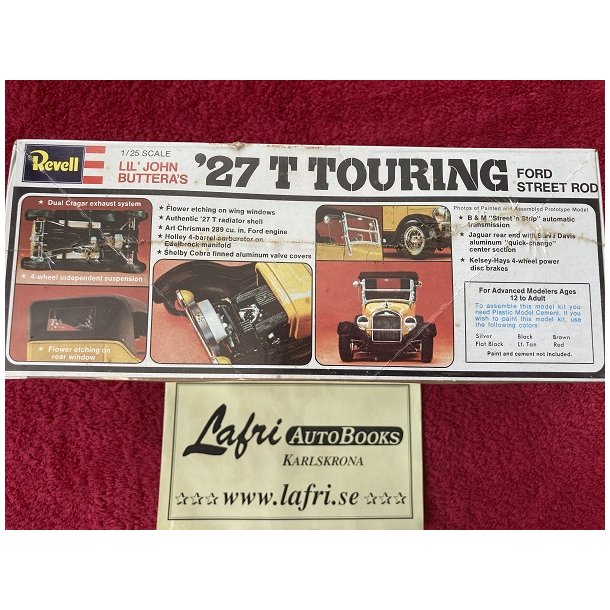 Revell
1/25 SCALE
LIL' JOHN
BUTTERA'S
'27 T TOURING
FORD
STREET ROD
Photos of Painted and Assembled Prototype Model
★ Dual Cragar exhaust system
★ 4-wheel independent suspension
★ Flower etching on
rear window
★ Flower etching on wing windows
★ Authentic '27 T radiator shell
★ Art Chrisman 289 cu. in. Ford engine
★ Holley 4-barrel carburetor on
Edelbrock manifold
★ Shelby Cobra finned aluminum valve covers
★ B & M "Street 'n Strip" automatic
transmission
★ Jaguar rear end with Davis
aluminum "quick-change"
center section
★ Kelsey-Hays 4-wheel power
disc brakes
For Advanced Modelers Ages
12 to Adult
To assemble this model kit you
need Plastic Model Cement. If you
wish to paint this model kit, use
the following colors:
Silver Black Brown
Flat Black Lt. Tan Red
Paint and cement not included.
Lafri AUTOBOOKS
KARLSKRONA
☆☆☆ www.lafri.se ☆☆☆